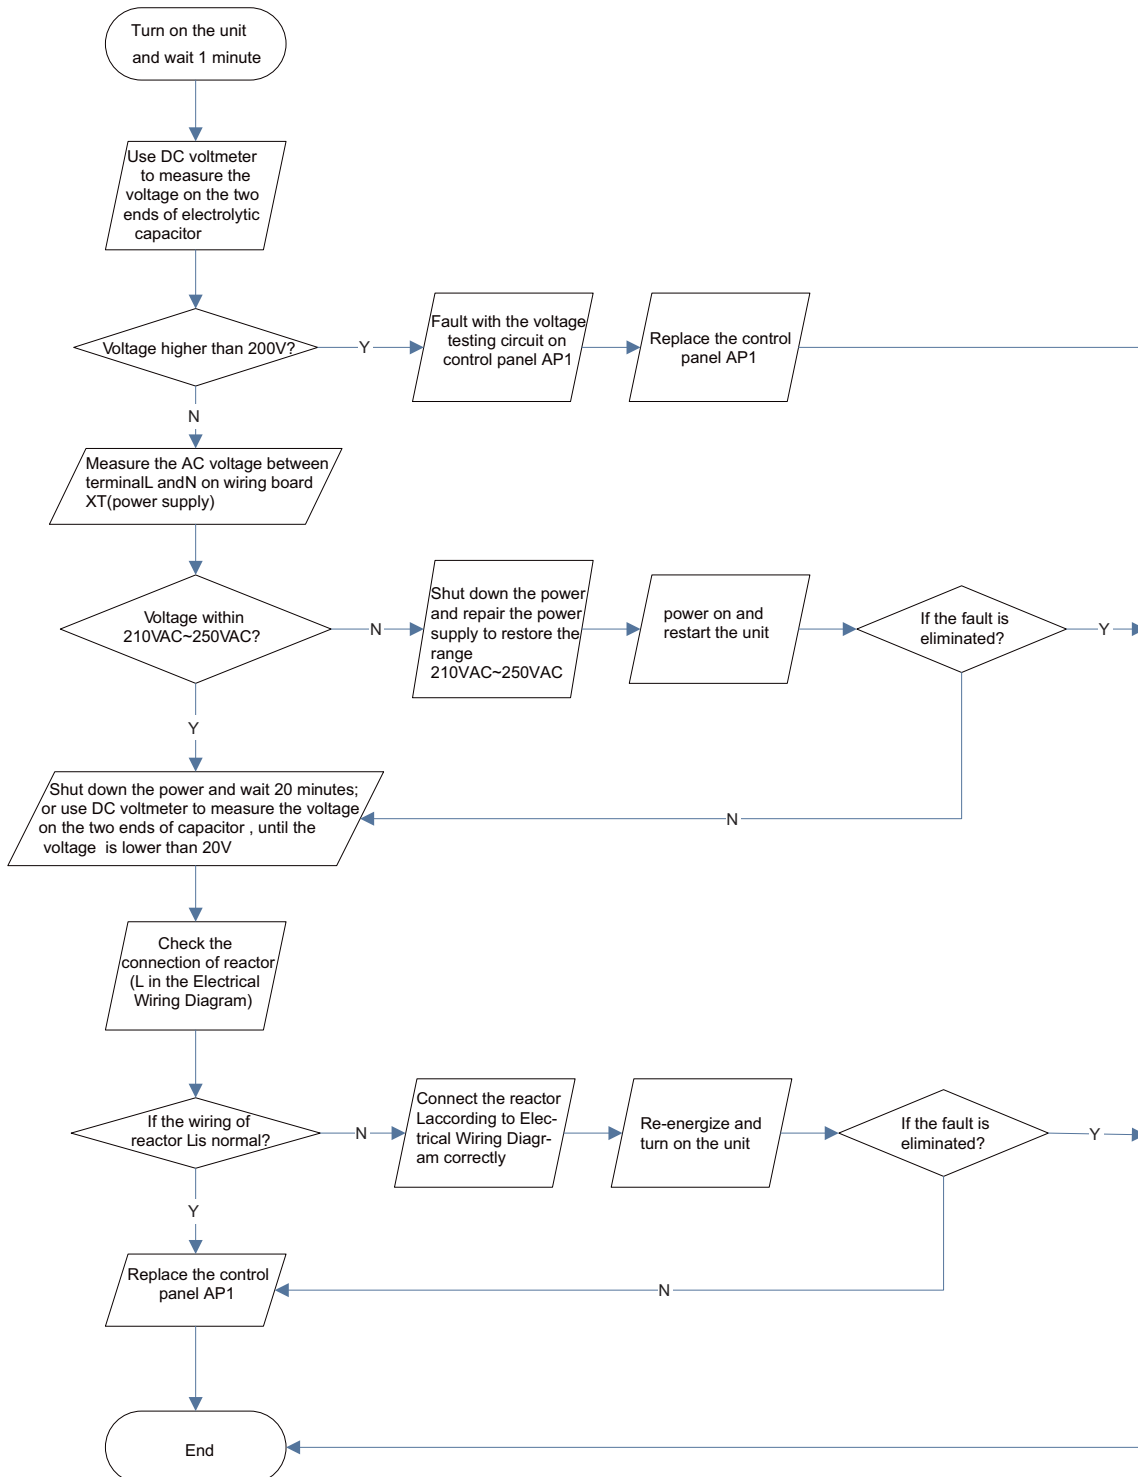 Turn on the unit
and wait 1 minute
Use DC voltmeter
to measure the
voltage on the two
ends of electrolytic
capacitor
Voltage higher than 200V?
Y
Fault with the voltage
testing circuit on
control panel AP1
Replace the control
panel AP1
N
Measure the AC voltage between
terminalL andN on wiring board
XT(power supply)
Voltage within
210VAC~250VAC?
N
Shut down the power
and repair the power
supply to restore the
range
210VAC~250VAC
power on and
restart the unit
If the fault is
eliminated?
Y
Y
N
Shut down the power and wait 20 minutes;
or use DC voltmeter to measure the voltage
on the two ends of capacitor , until the
voltage is lower than 20V
Check the
connection of reactor
(L in the Electrical
Wiring Diagram)
If the wiring of
reactor Lis normal?
N
Connect the reactor
Laccording to Elec-
trical Wiring Diagr-
am correctly
Re-energize and
turn on the unit
If the fault is
eliminated?
Y
Y
N
Replace the control
panel AP1
End